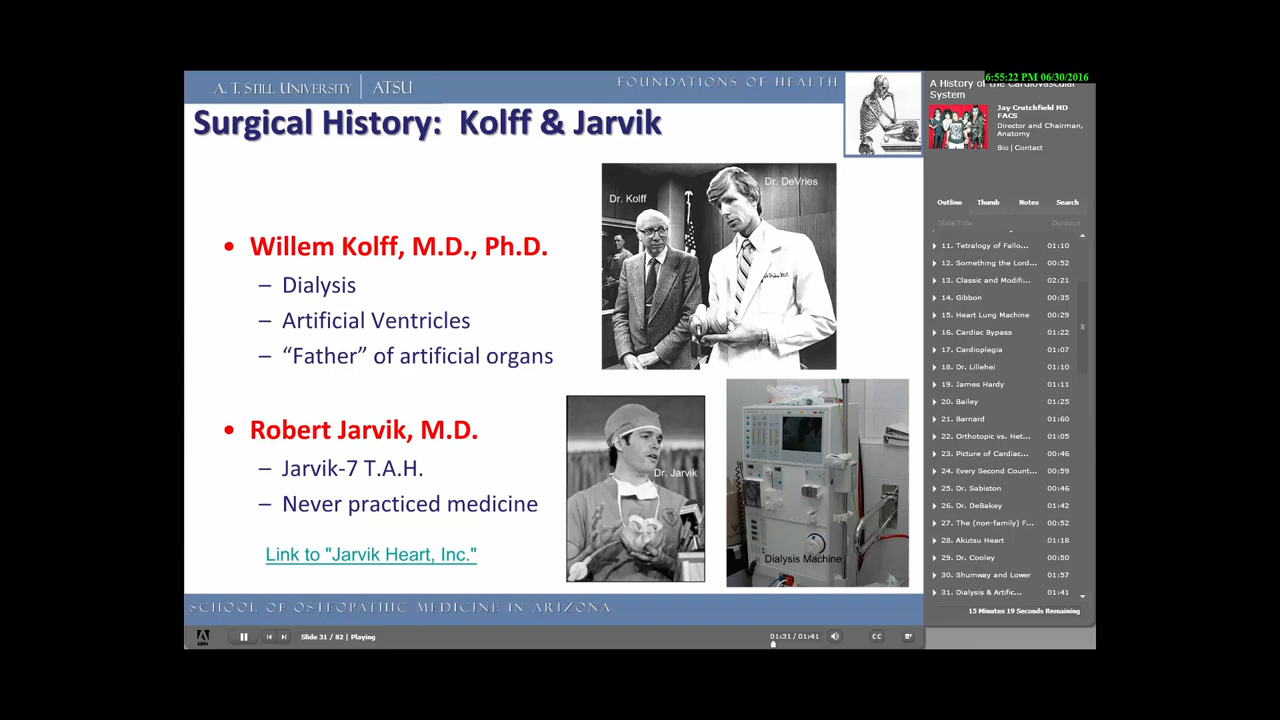 A. T. STILL UNIVERSITY | ATSU
FOUNDATIONS OF HEALTH
Surgical History: Kolff & Jarvik
• Willem Kolff, M.D., Ph.D.
– Dialysis
– Artificial Ventricles
– “Father” of artificial organs
• Robert Jarvik, M.D.
– Jarvik-7 T.A.H.
– Never practiced medicine
Link to "Jarvik Heart, Inc."
Dr. Kolff
Dr. DeVries
Dr. Jarvik
Dialysis Machine
SCHOOL OF OSTEOPATHIC MEDICINE IN ARIZONA
Slide 31 / 82 | Playing
01:31 / 01:41
CC
6:55:22 PM 06/30/2016
A History of the Cardiovascular
System
Jay Crutchfield MD
FACS
Director and Chairman,
Anatomy
Bio | Contact
Outline Thumb Notes Search
Slide Title Duration
11. Tetralogy of Fallo... 01:10
12. Something the Lord... 00:52
13. Classic and Modifi... 02:21
14. Gibbon 00:35
15. Heart Lung Machine 00:29
16. Cardiac Bypass 01:22
17. Cardioplegia 01:07
18. Dr. Lillehei 01:10
19. James Hardy 01:11
20. Bailey 01:25
21. Barnard 01:60
22. Orthotopic vs. Het... 01:05
23. Picture of Cardiac... 00:46
24. Every Second Count... 00:59
25. Dr. Sabiston 00:46
26. Dr. DeBakey 01:42
27. The (non-family) F... 00:52
28. Akutsu Heart 01:18
29. Dr. Cooley 00:50
30. Shumway and Lower 01:57
31. Dialysis & Artific... 01:41
15 Minutes 19 Seconds Remaining